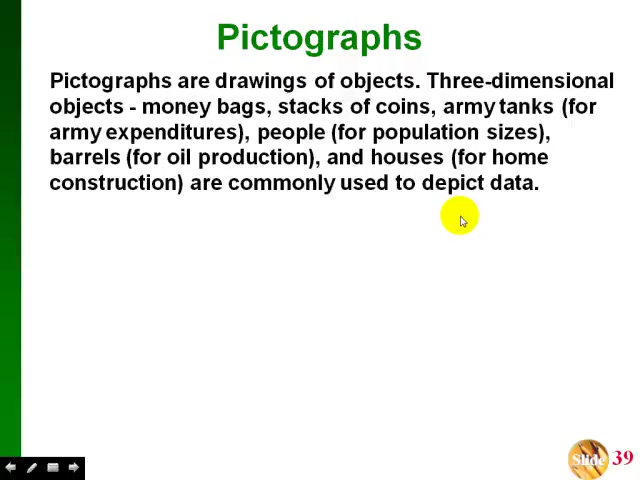 Pictographs
Pictographs are drawings of objects. Three-dimensional
objects - money bags, stacks of coins, army tanks (for
army expenditures), people (for population sizes),
barrels (for oil production), and houses (for home
construction) are commonly used to depict data.
Slide 39